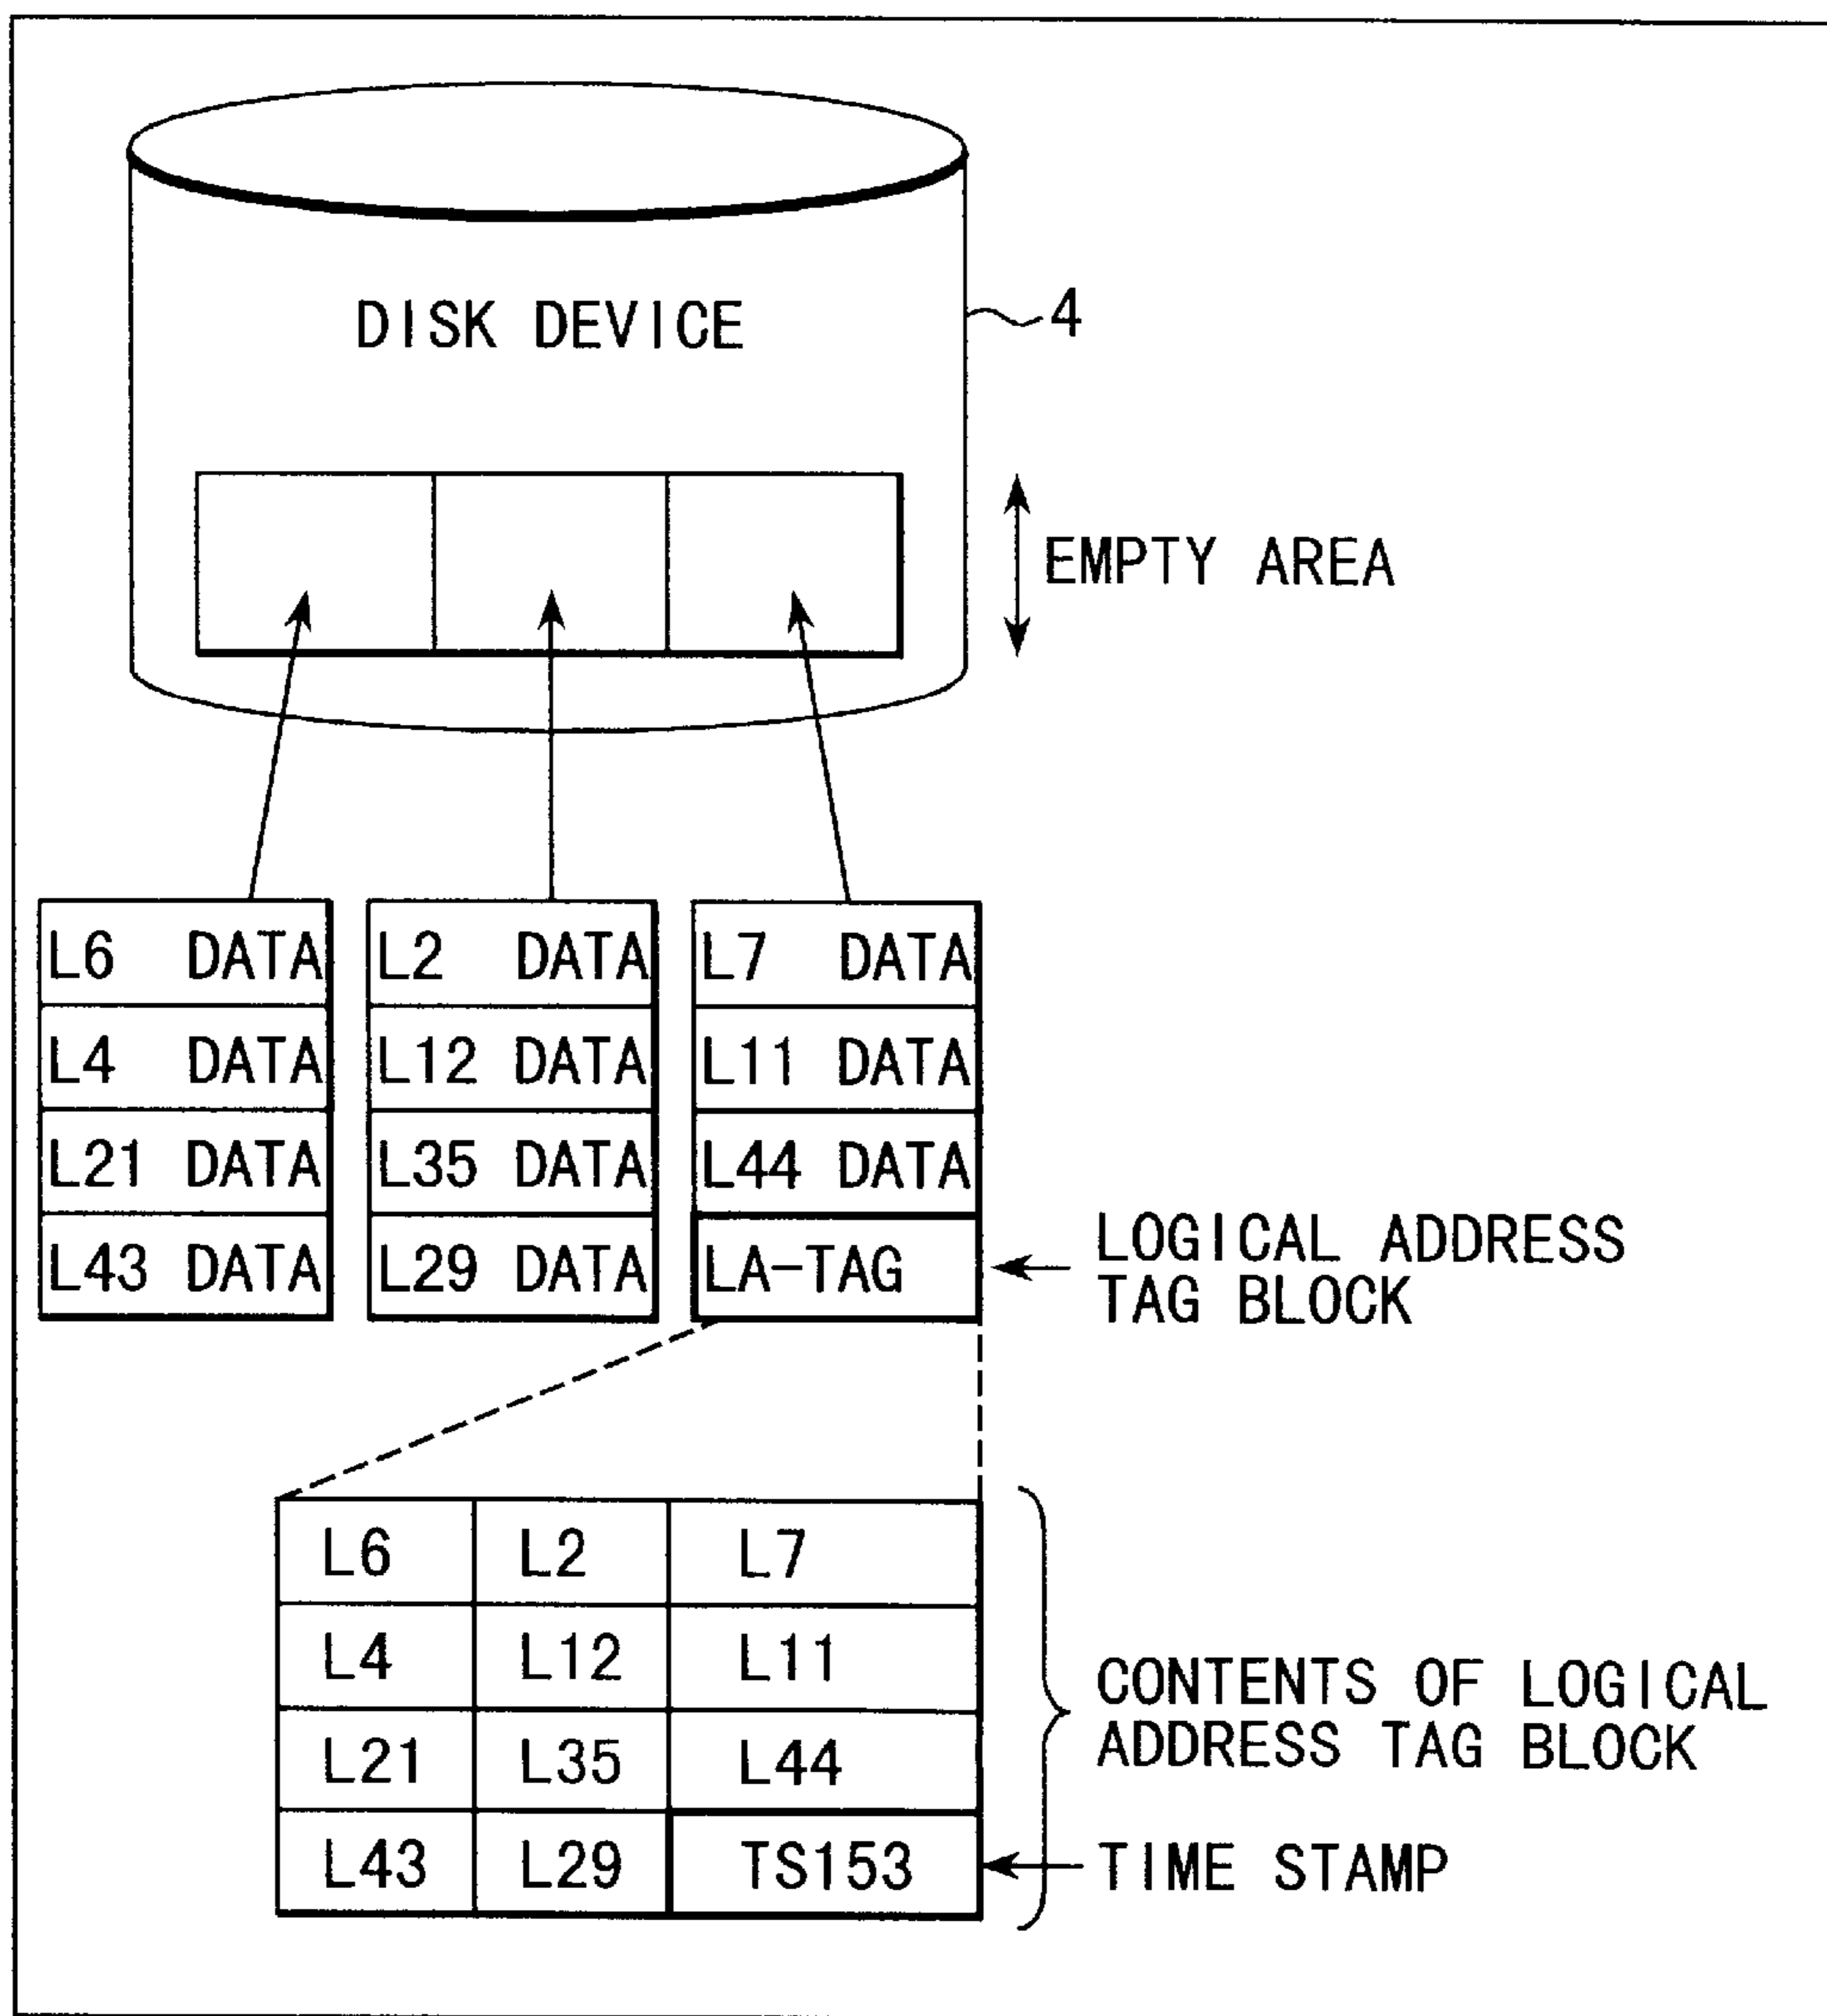 DISK DEVICE
4
EMPTY AREA
L6 DATA L2 DATA L7 DATA
L4 DATA L12 DATA L11 DATA
L21 DATA L35 DATA L44 DATA
L43 DATA L29 DATA LA-TAG
LOGICAL ADDRESS
TAG BLOCK
L6 L2 L7
L4 L12 L11
L21 L35 L44
L43 L29 TS153
CONTENTS OF LOGICAL
ADDRESS TAG BLOCK
TIME STAMP